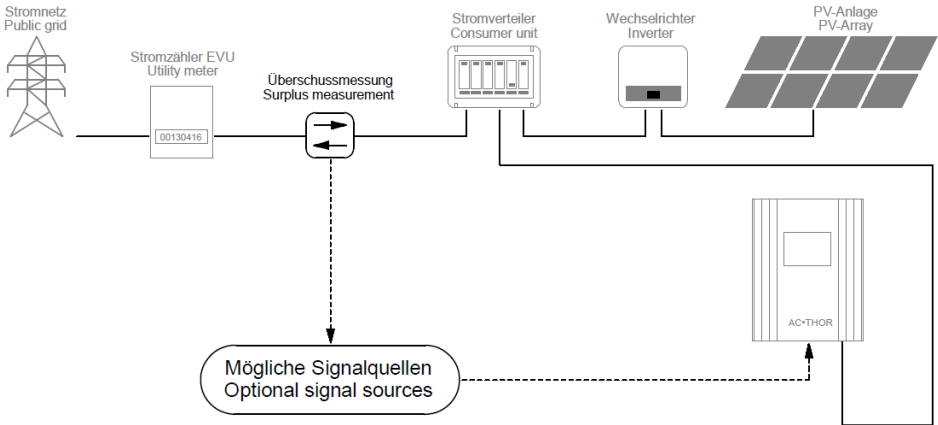 Stromnetz
Public grid
Stromzähler EVU
Utility meter
00130416
Überschussmessung
Surplus measurement
Stromverteiler
Consumer unit
Wechselrichter
Inverter
PV-Anlage
PV-Array
AC•THOR
Mögliche Signalquellen
Optional signal sources